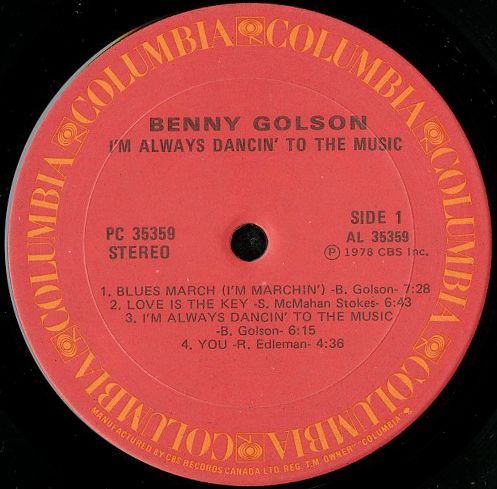 COLUMBIA COLUMBIA COLUMBIA COLUMBIA COLUMBIA COLUMBIA
BENNY GOLSON
I'M ALWAYS DANCIN' TO THE MUSIC
PC 35359
STEREO
SIDE 1
AL 35359
Ⓟ 1978 CBS Inc.
1. BLUES MARCH (I'M MARCHIN') -B. Golson- 7:28
2. LOVE IS THE KEY -S. McMahan Stokes- 6:43
3. I'M ALWAYS DANCIN' TO THE MUSIC
-B. Golson- 6:15
4. YOU -R. Edleman- 4:36
MANUFACTURED BY CBS RECORDS CANADA LTD. REG. T.M. OWNER "COLUMBIA"